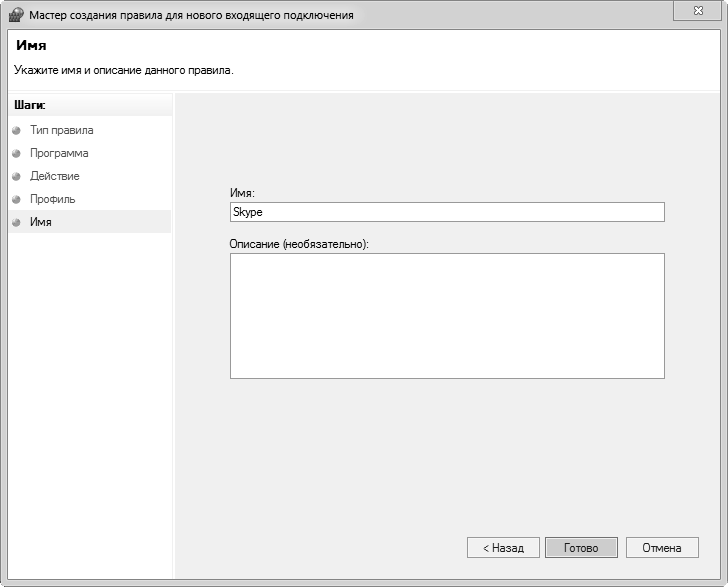 Мастер создания правила для нового входящего подключения
Имя
Укажите имя и описание данного правила.
Шаги:
Тип правила
Программа
Действие
Профиль
Имя
Имя:
Skype
Описание (необязательно):
< Назад
Готово
Отмена